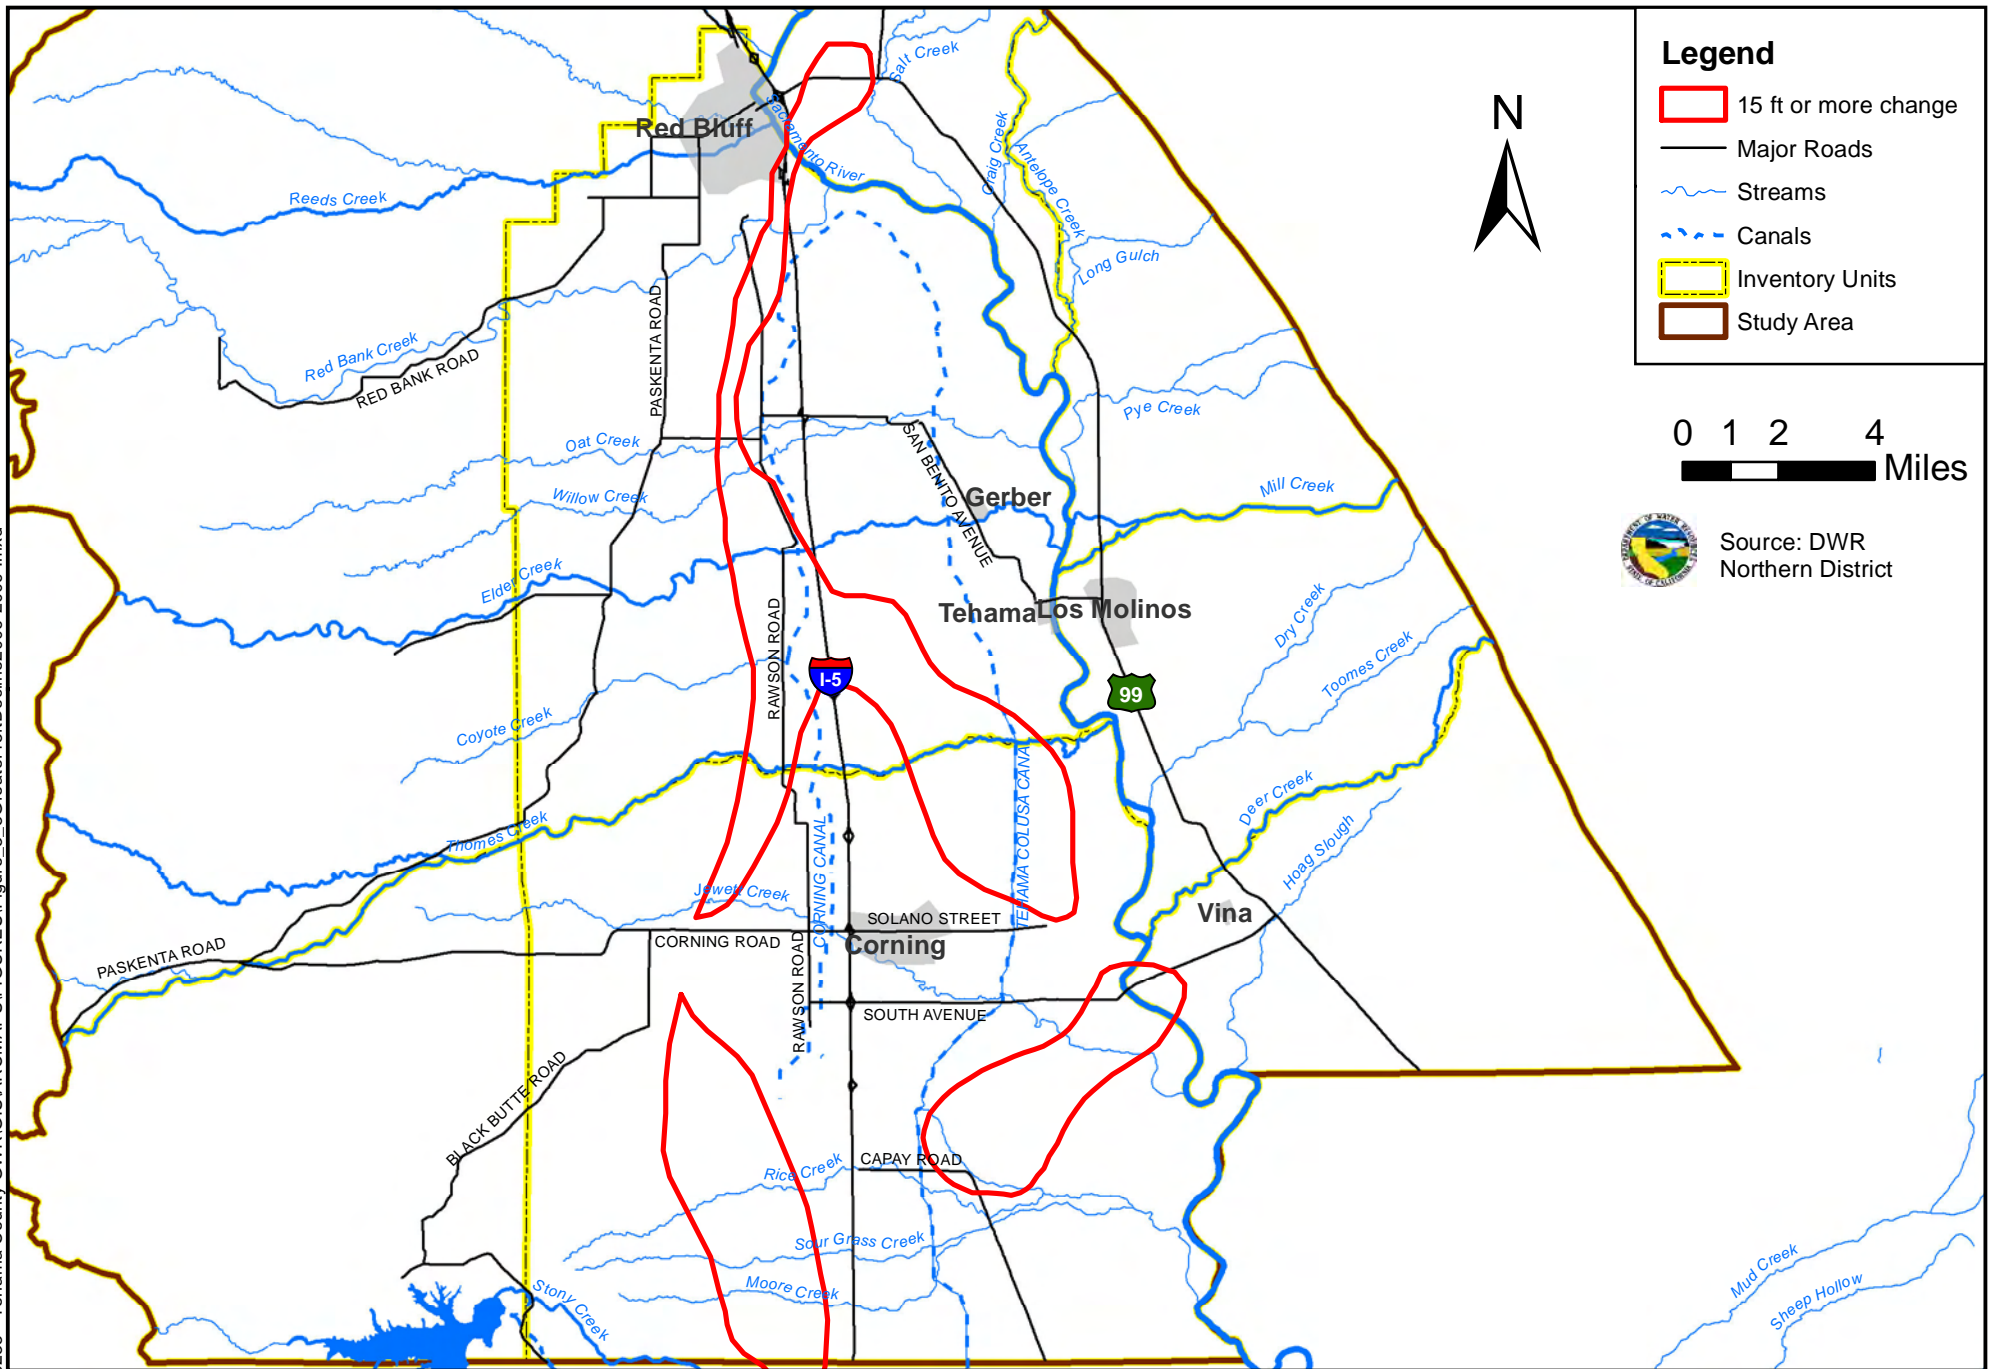 Legend
15 ft or more change
Major Roads
Streams
Canals
Inventory Units
Study Area
N
0 1 2 4
Miles
Source: DWR
Northern District
Salt Creek
Red Bluff
Sacramento River
Craig Creek
Antelope Creek
Reeds Creek
Long Gulch
PASKENTA ROAD
Red Bank Creek
RED BANK ROAD
Pye Creek
Oat Creek
SAN BENITO AVENUE
Willow Creek
Gerber
Mill Creek
Elder Creek
Tehama
Los Molinos
Dry Creek
Toomes Creek
RAWSON ROAD
I-5
99
Coyote Creek
TEHAMA COLUSA CANA
Deer Creek
Thomes Creek
CORNING CANAL
Hoag Slough
Jewett Creek
SOLANO STREET
Vina
CORNING ROAD
Corning
PASKENTA ROAD
RAWSON ROAD
SOUTH AVENUE
BLACK BUTTE ROAD
CAPAY ROAD
Rice Creek
Sour Grass Creek
Moore Creek
Stony Creek
Mud Creek
Sheep Hollow